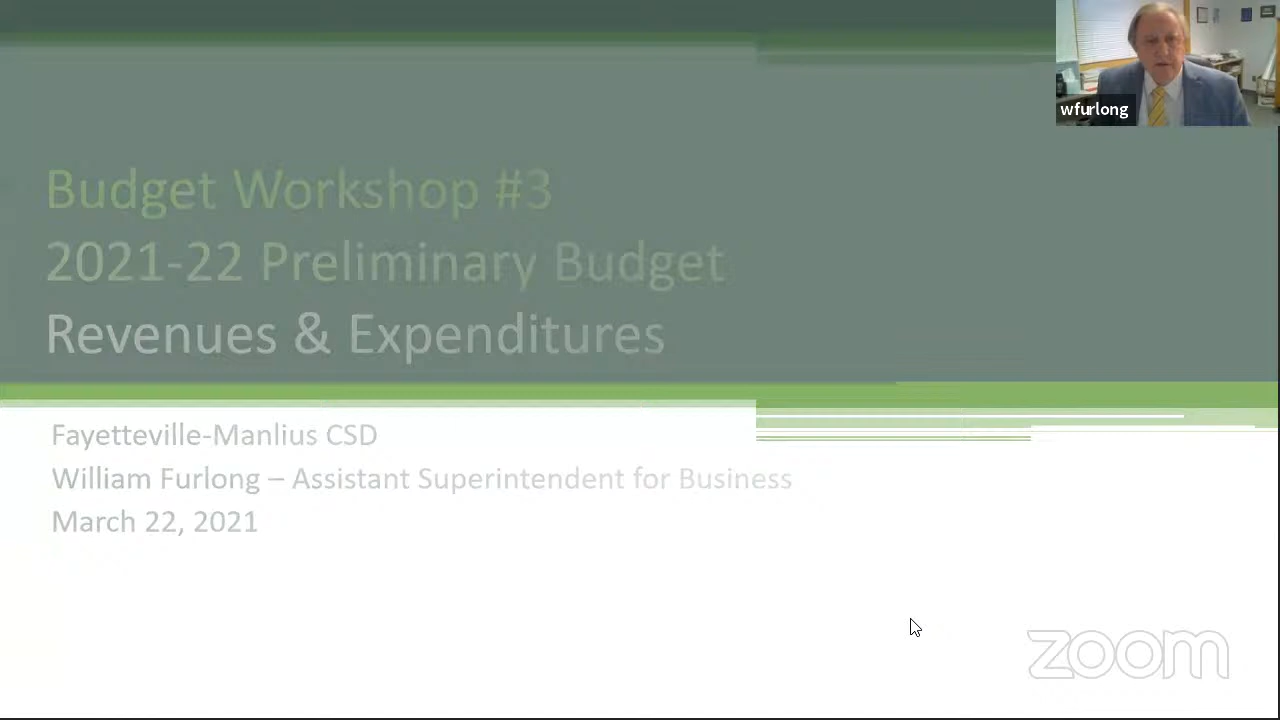 wfurlong
Budget Workshop #3
2021-22 Preliminary Budget
Revenues & Expenditures
Fayetteville-Manlius CSD
William Furlong – Assistant Superintendent for Business
March 22, 2021
zoom